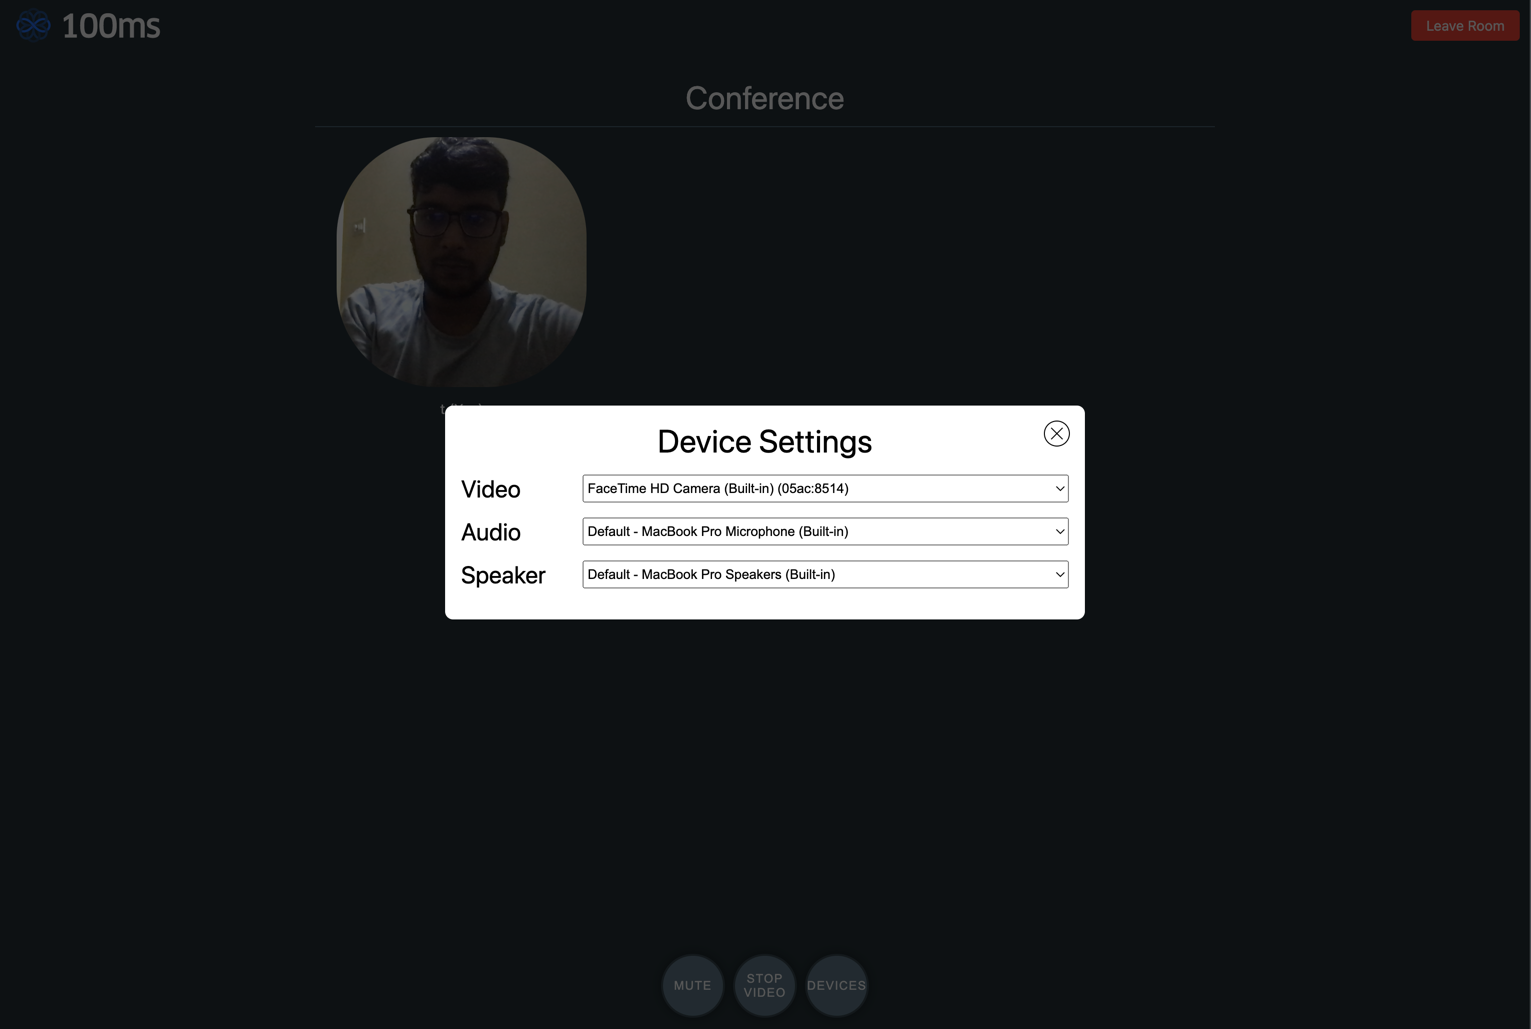 100ms
Leave Room
Conference
Device Settings
Video
FaceTime HD Camera (Built-in) (05ac:8514)
Audio
Default - MacBook Pro Microphone (Built-in)
Speaker
Default - MacBook Pro Speakers (Built-in)
MUTE
STOP
VIDEO
DEVICES